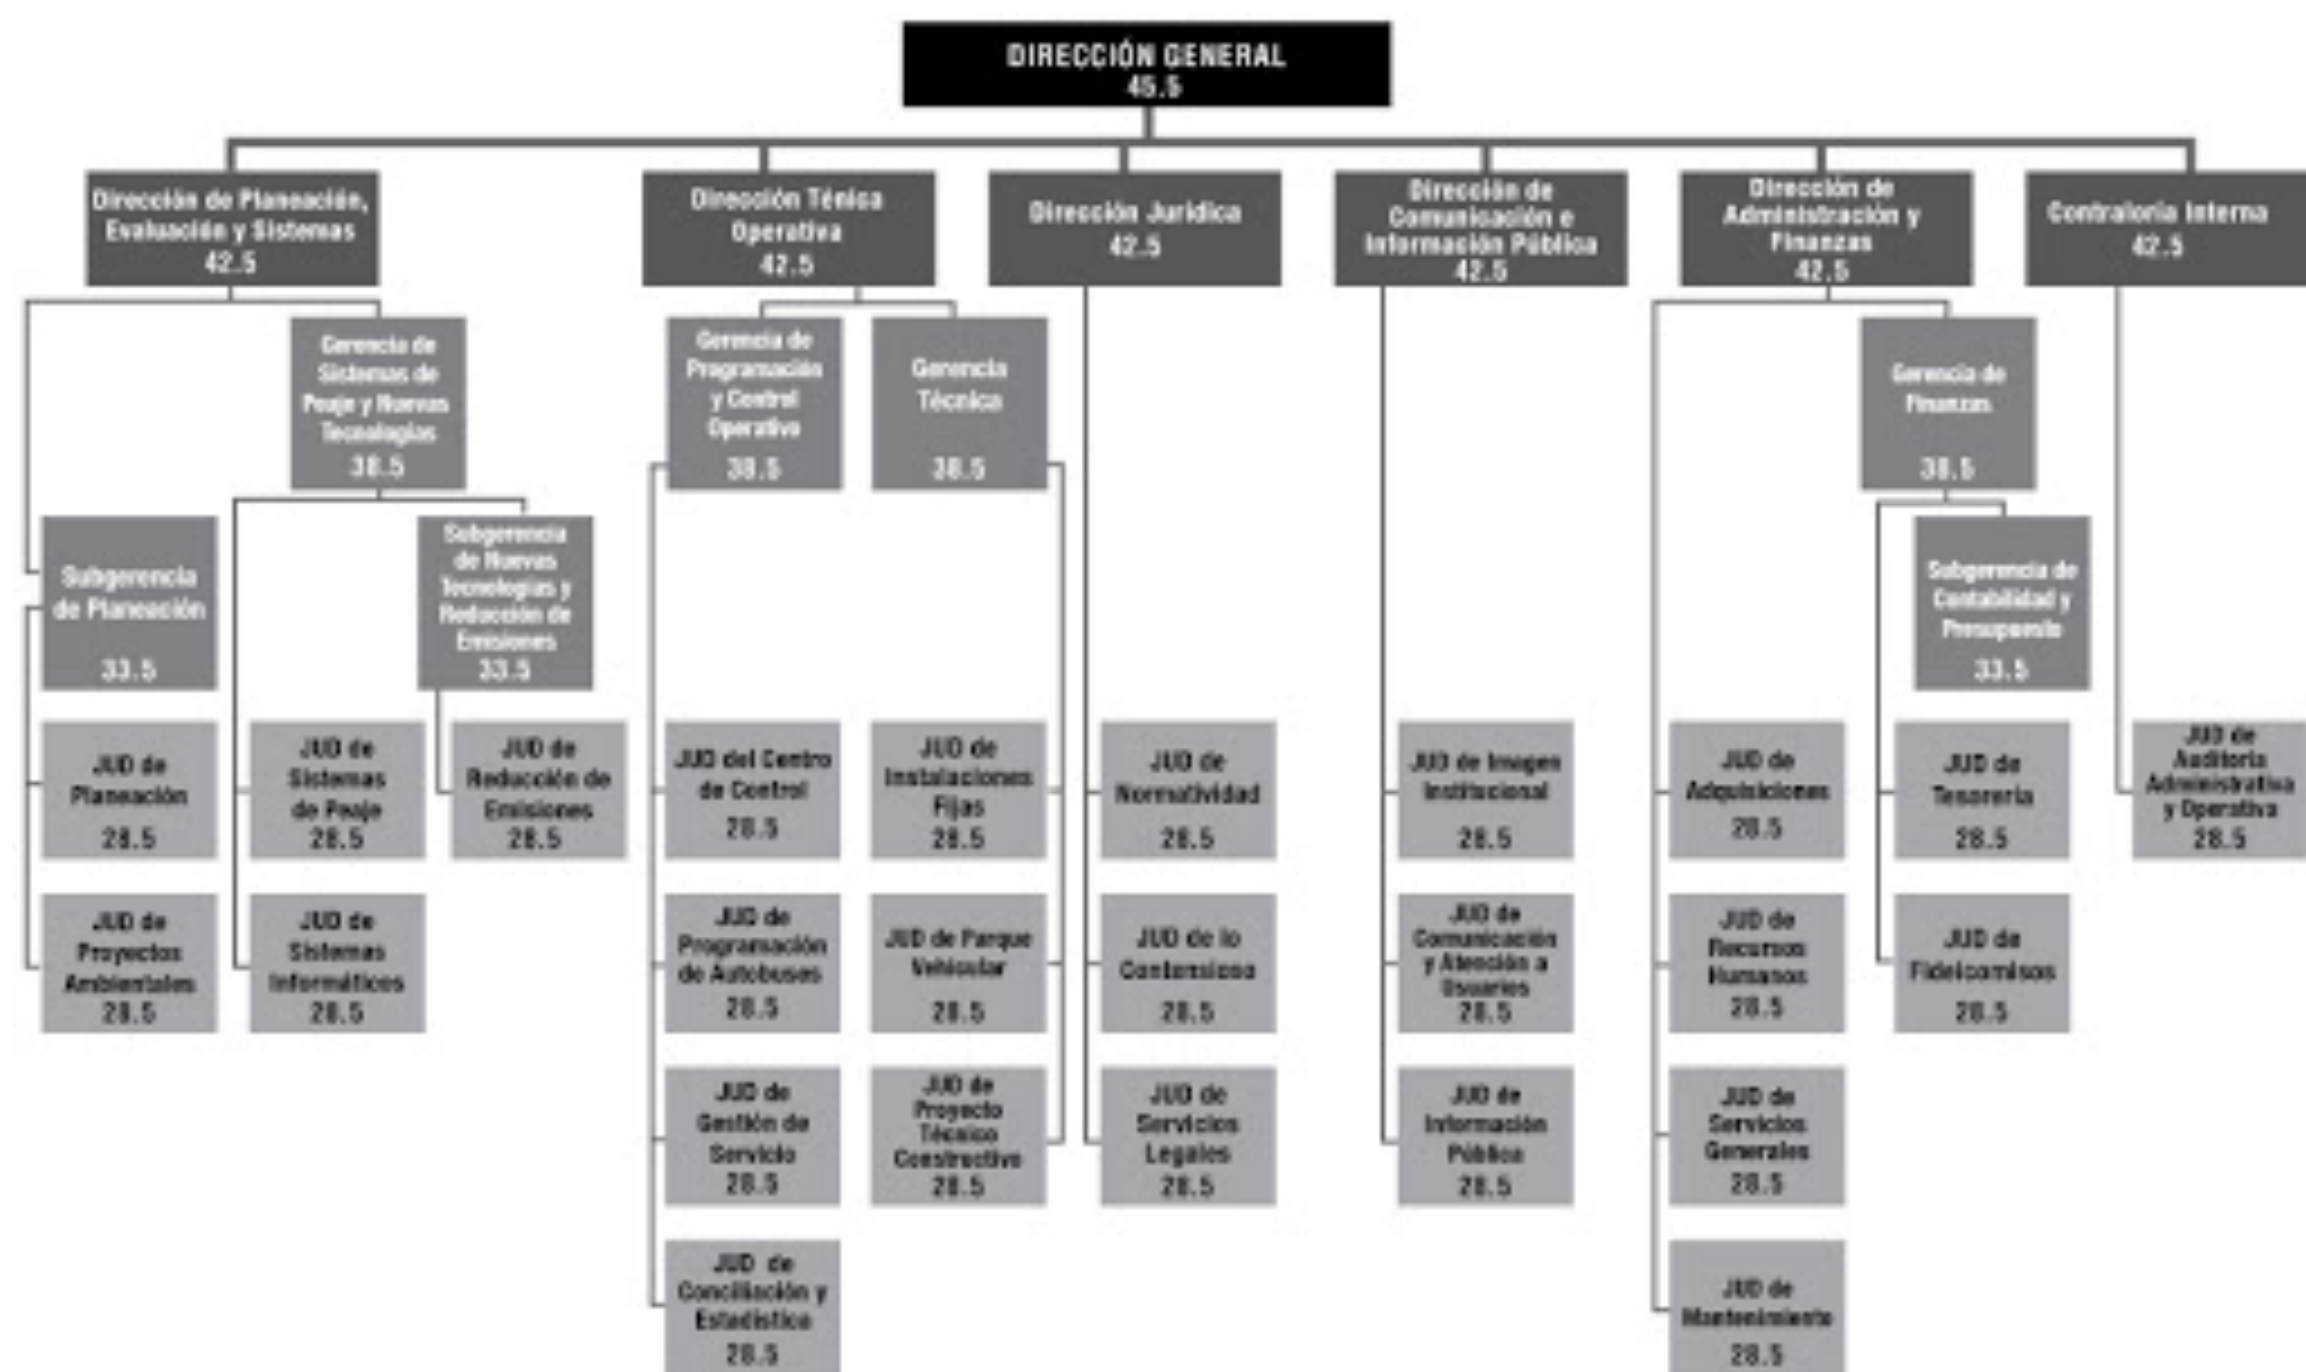 DIRECCIÓN GENERAL
45.5
Dirección de Planeación,
Evaluación y Sistemas
42.5
Dirección Ténica
Operativa
42.5
Dirección Jurídica
42.5
Dirección de
Comunicación e
Información Pública
42.5
Dirección de
Administración y
Finanzas
42.5
Contraloría Interna
42.5
Gerencia de
Sistemas de
Peaje y Nuevas
Tecnologías
38.5
Gerencia de
Programación
y Control
Operativo
38.5
Gerencia
Técnica
38.5
Gerencia de
Finanzas
38.5
Subgerencia
de Planeación
33.5
Subgerencia
de Nuevas
Tecnologías y
Reducción de
Emisiones
33.5
Subgerencia de
Contabilidad y
Presupuesto
33.5
JUD de
Planeación
28.5
JUD de
Sistemas
de Peaje
28.5
JUD de
Reducción de
Emisiones
28.5
JUD del Centro
de Control
28.5
JUD de
Instalaciones
Fijas
28.5
JUD de
Normatividad
28.5
JUD de Imagen
Institucional
28.5
JUD de
Adquisiciones
28.5
JUD de
Tesorería
28.5
JUD de
Auditoría
Administrativa
y Operativa
28.5
JUD de
Proyectos
Ambientales
28.5
JUD de
Sistemas
Informáticos
28.5
JUD de
Programación
de Autobuses
28.5
JUD de Parque
Vehicular
28.5
JUD de lo
Contensioso
28.5
JUD de
Comunicación
y Atención a
Usuarios
28.5
JUD de
Recursos
Humanos
28.5
JUD de
Fideicomisos
28.5
JUD de
Gestión de
Servicio
28.5
JUD de
Proyecto
Técnico
Constructivo
28.5
JUD de
Servicios
Legales
28.5
JUD de
Información
Pública
28.5
JUD de
Servicios
Generales
28.5
JUD de
Conciliación y
Estadística
28.5
JUD de
Mantenimiento
28.5